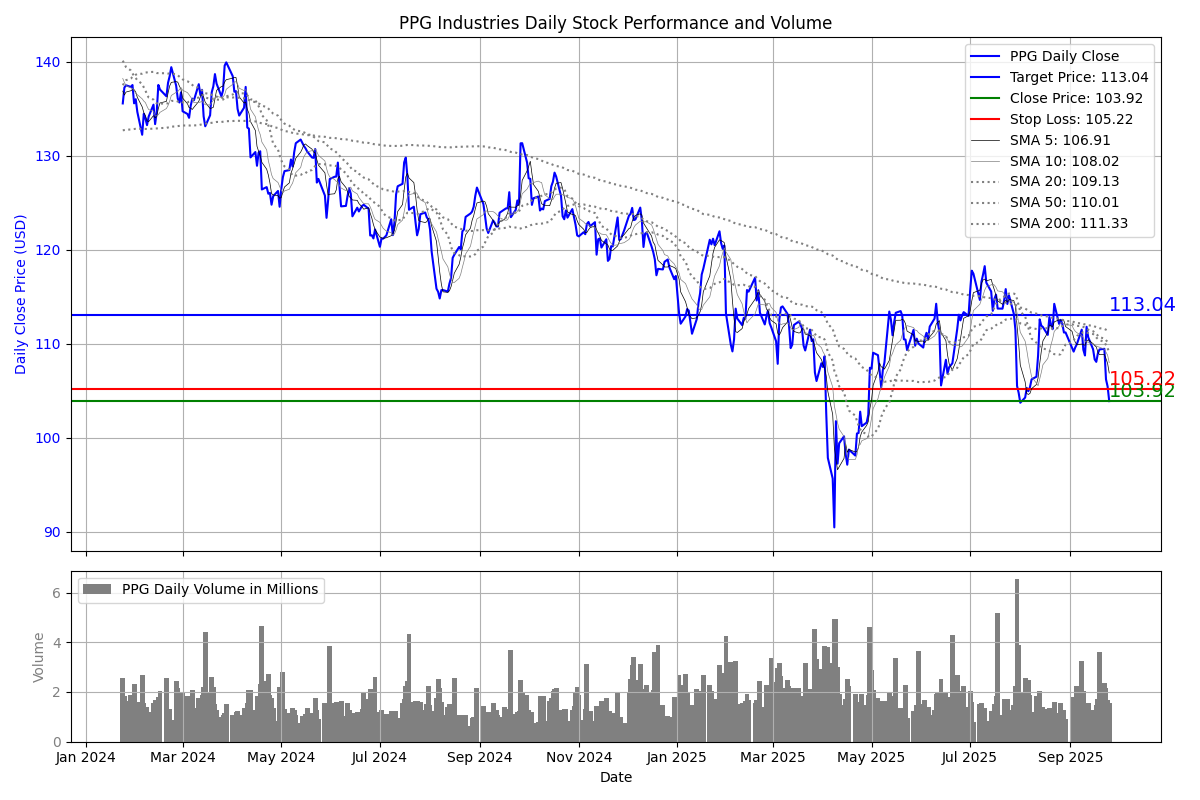 PPG Industries Daily Stock Performance and Volume
Daily Close Price (USD)
140
130
120
110
100
90
PPG Daily Close
Target Price: 113.04
Close Price: 103.92
Stop Loss: 105.22
SMA 5: 106.91
SMA 10: 108.02
SMA 20: 109.13
SMA 50: 110.01
SMA 200: 111.33
113.04
105.22
103.92
PPG Daily Volume in Millions
Volume
6
4
2
0
Jan 2024 Mar 2024 May 2024 Jul 2024 Sep 2024 Nov 2024 Jan 2025 Mar 2025 May 2025 Jul 2025 Sep 2025
Date